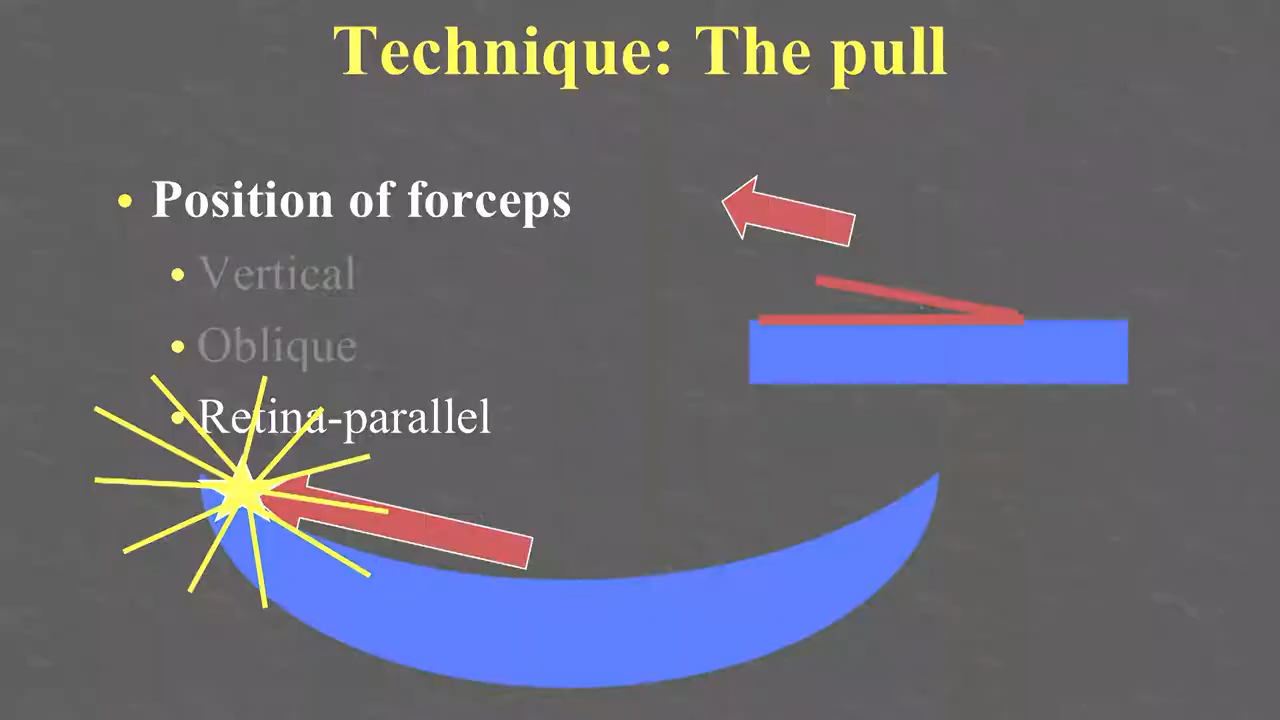 Technique: The pull
• Position of forceps
• Vertical
• Oblique
• Retina-parallel